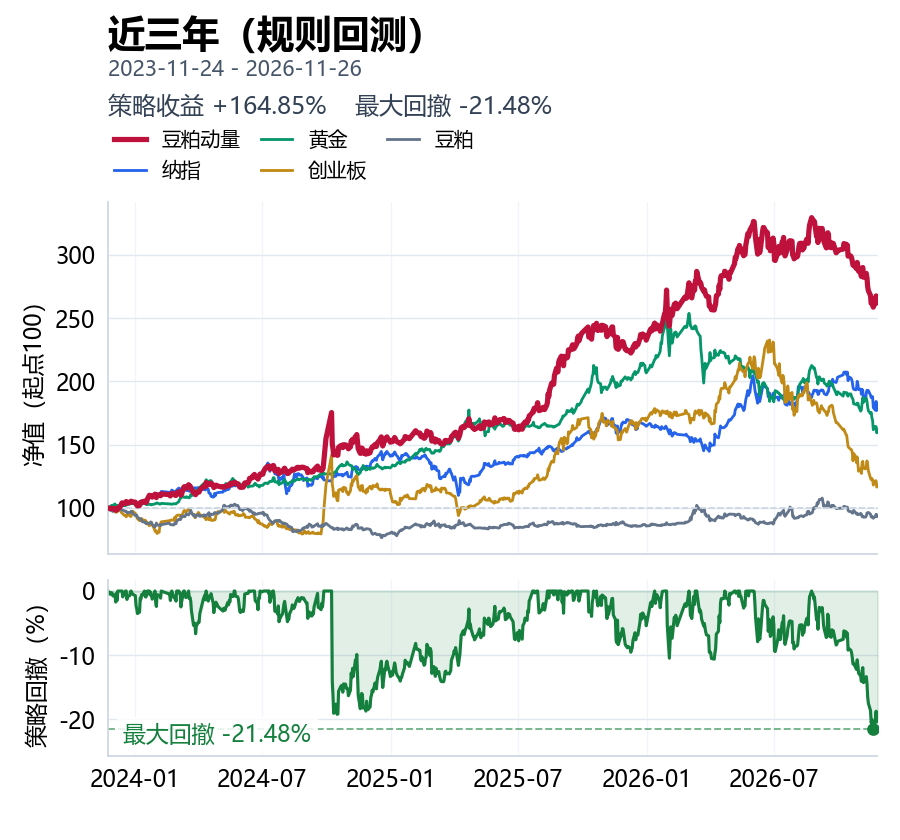 近三年（规则回测）
2023-11-24 - 2026-11-26
策略收益 +164.85% 最大回撤 -21.48%
豆粕动量 黄金 豆粕
纳指 创业板
净值（起点100）
300
250
200
150
100
策略回撤（%）
0
-10
-20
最大回撤 -21.48%
2024-01 2024-07 2025-01 2025-07 2026-01 2026-07